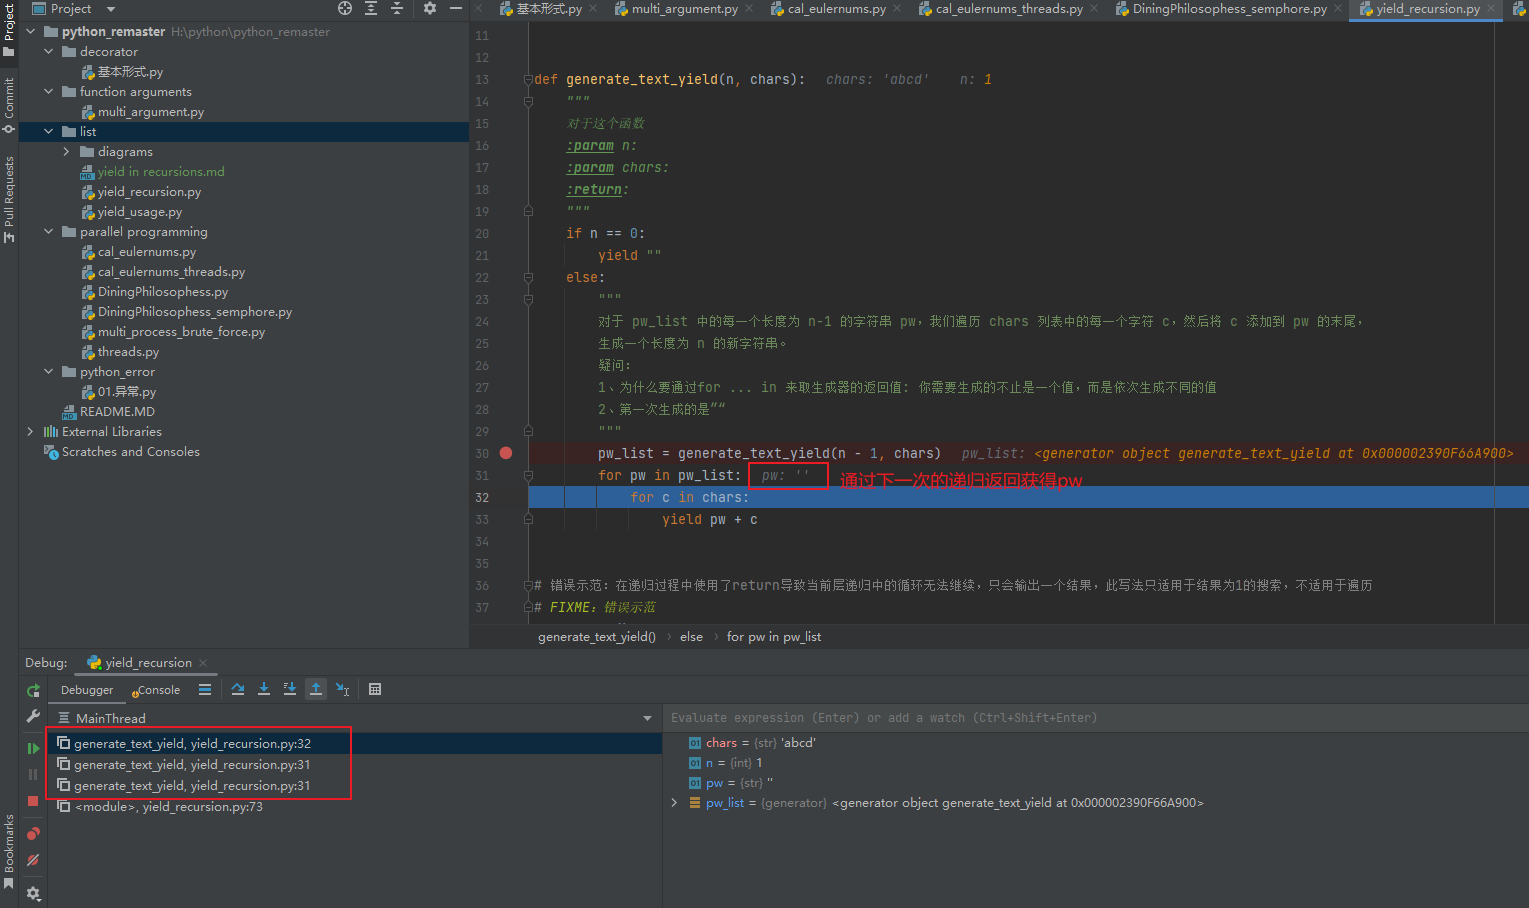 Project
基本形式.py
multi_argument.py
cal_eulernums.py
cal_eulernums_threads.py
DiningPhilosophess_semphore.py
yield_recursion.py
Project
Commit
Pull Requests
Bookmarks
python_remaster H:\python\python_remaster
decorator
基本形式.py
function arguments
multi_argument.py
list
diagrams
yield in recursions.md
yield_recursion.py
yield_usage.py
parallel programming
cal_eulernums.py
cal_eulernums_threads.py
DiningPhilosophess.py
DiningPhilosophess_semphore.py
multi_process_brute_force.py
threads.py
python_error
01.异常.py
README.MD
External Libraries
Scratches and Consoles
11
12
13 def generate_text_yield(n, chars): chars: 'abcd' n: 1
14 """
15 对于这个函数
16 :param n:
17 :param chars:
18 :return:
19 """
20 if n == 0:
21 yield ""
22 else:
23 """
24 对于 pw_list 中的每一个长度为 n-1 的字符串 pw，我们遍历 chars 列表中的每一个字符 c，然后将 c 添加到 pw 的末尾，
25 生成一个长度为 n 的新字符串。
26 疑问：
27 1、为什么要通过for ... in 来取生成器的返回值: 你需要生成的不止是一个值，而是依次生成不同的值
28 2、第一次生成的是”“
29 """
30 pw_list = generate_text_yield(n - 1, chars) pw_list: <generator object generate_text_yield at 0x000002390F66A900>
31 for pw in pw_list: pw: '' 通过下一次的递归返回获得pw
32 for c in chars:
33 yield pw + c
34
35
36 # 错误示范：在递归过程中使用了return导致当前层递归中的循环无法继续，只会输出一个结果，此写法只适用于结果为1的搜索，不适用于遍历
37 # FIXME：错误示范
generate_text_yield() › else › for pw in pw_list
Debug: yield_recursion
Debugger Console
MainThread
generate_text_yield, yield_recursion.py:32
generate_text_yield, yield_recursion.py:31
generate_text_yield, yield_recursion.py:31
<module>, yield_recursion.py:73
Evaluate expression (Enter) or add a watch (Ctrl+Shift+Enter)
chars = {str} 'abcd'
n = {int} 1
pw = {str} ''
pw_list = {generator} <generator object generate_text_yield at 0x000002390F66A900>